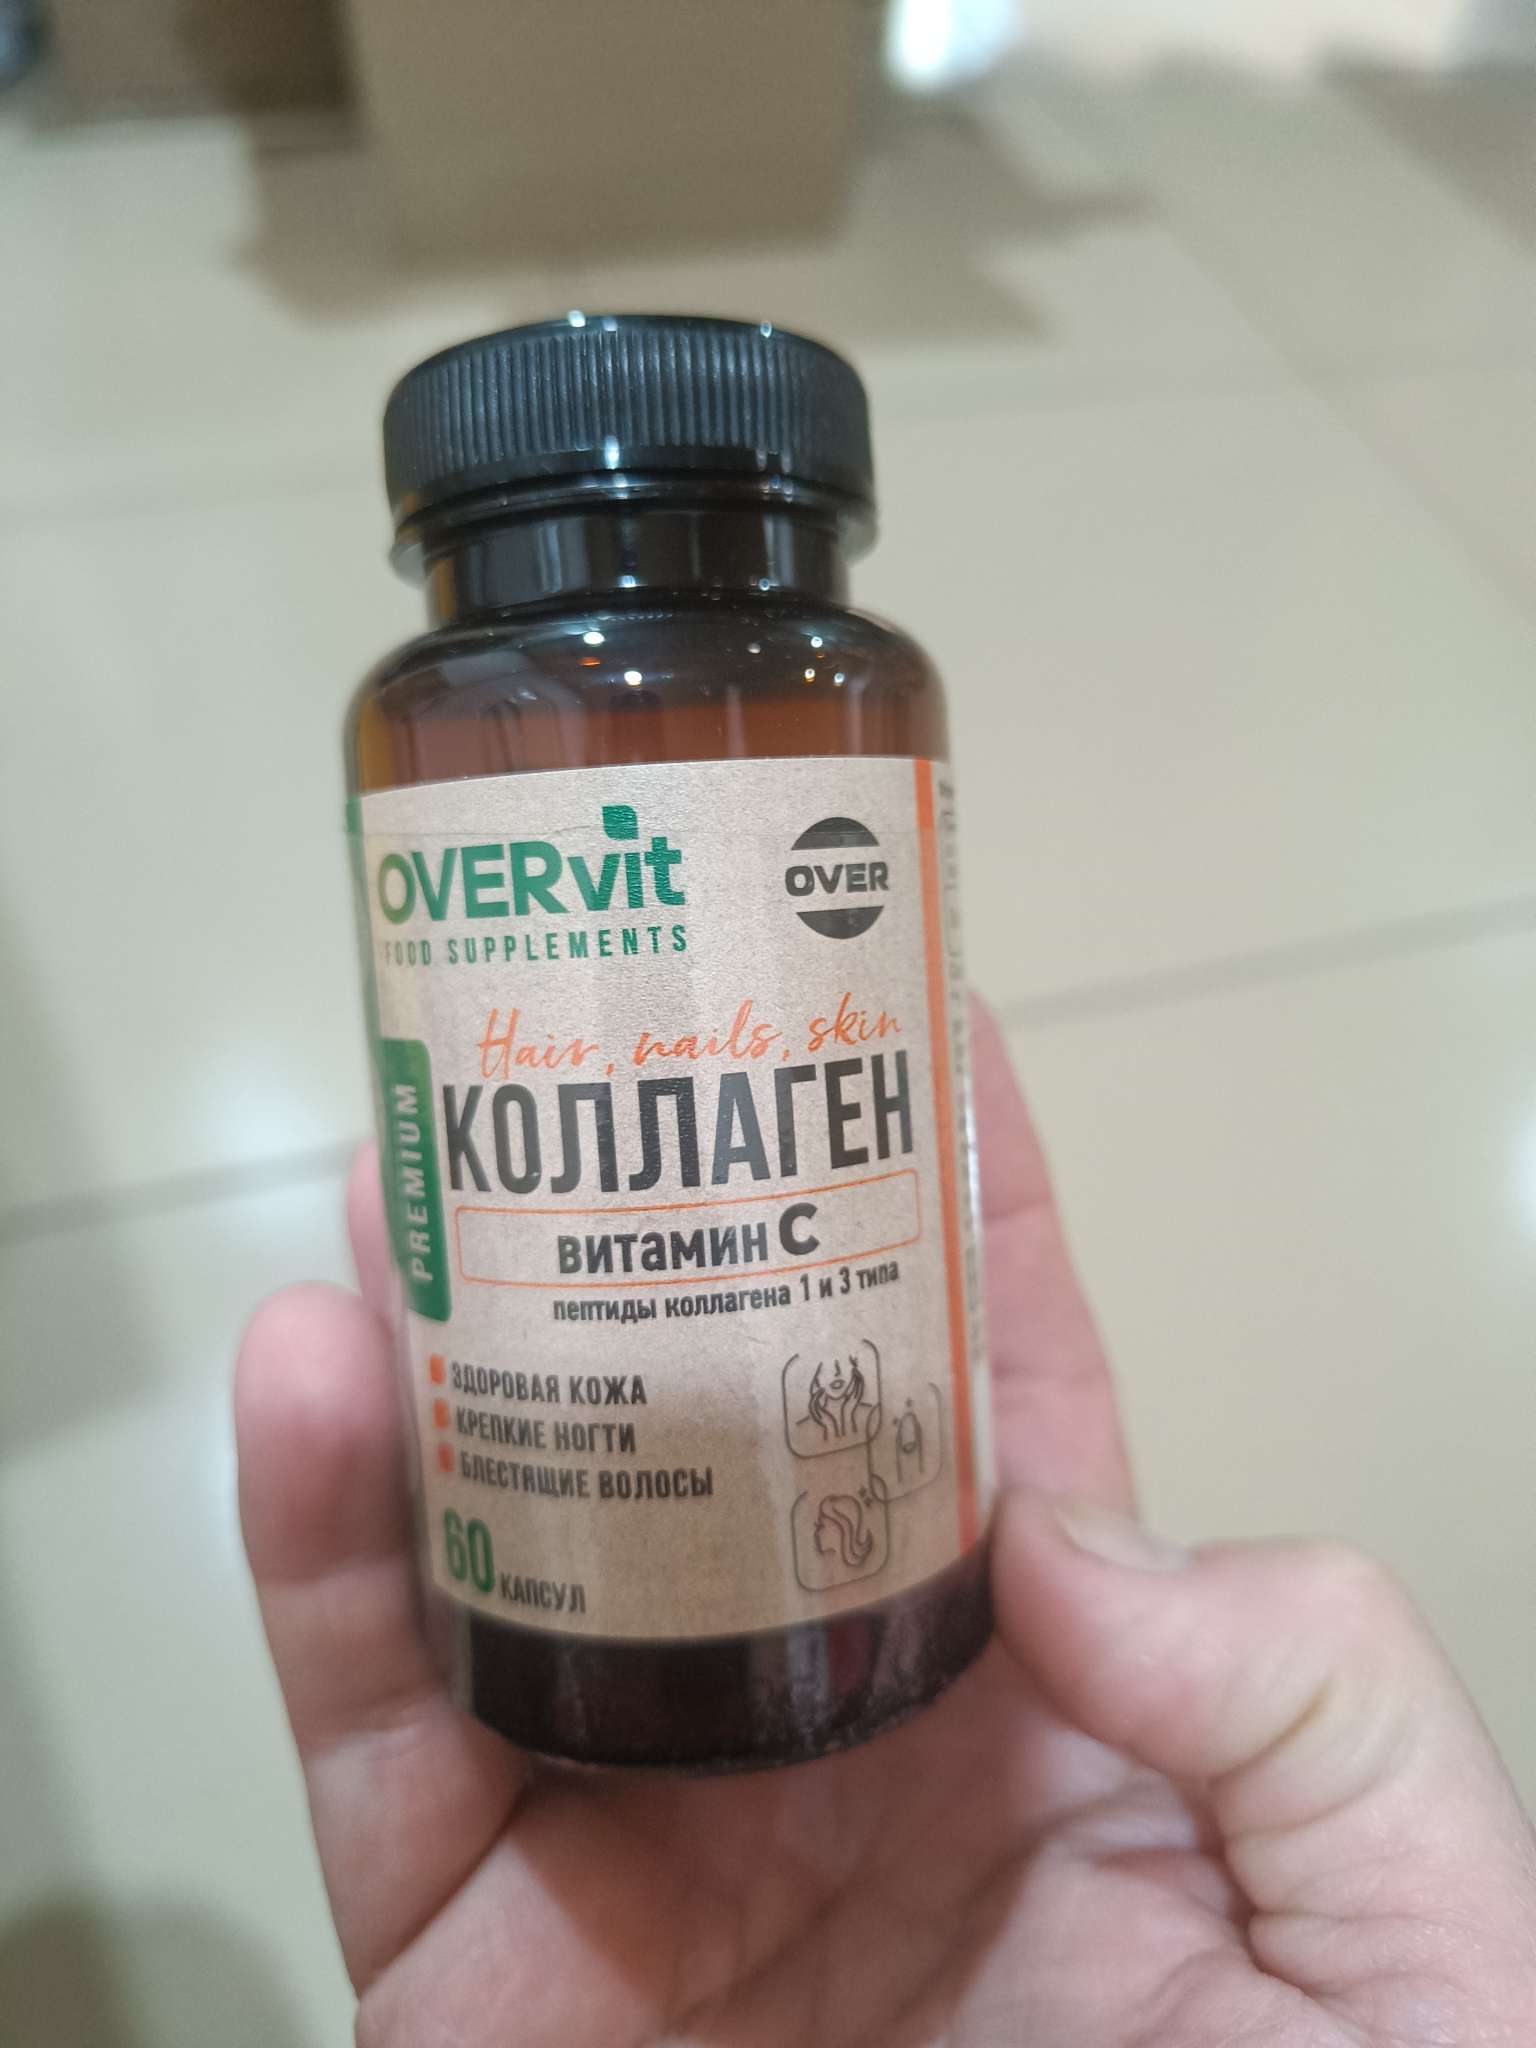 OVERvit
FOOD SUPPLEMENTS
OVER
Hair, nails, skin
КОЛЛАГЕН
PREMIUM
витамин С
пептиды коллагена 1 и 3 типа
ЗДОРОВАЯ КОЖА
КРЕПКИЕ НОГТИ
БЛЕСТЯЩИЕ ВОЛОСЫ
60 КАПСУЛ